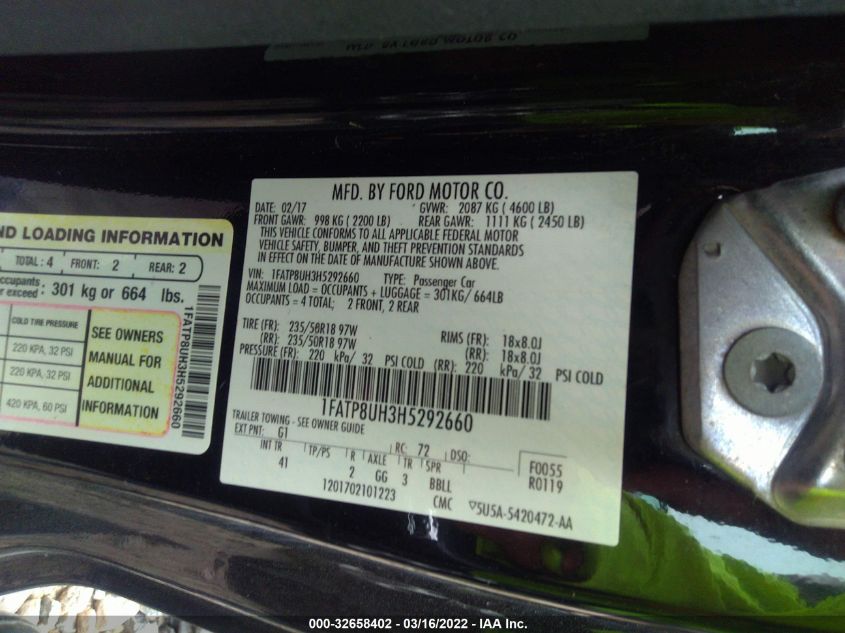 MFD. BY FORD MOTOR CO.
DATE: 02/17 GVWR: 2087 KG ( 4600 LB)
FRONT GAWR: 998 KG ( 2200 LB) REAR GAWR: 1111 KG ( 2450 LB)
THIS VEHICLE CONFORMS TO ALL APPLICABLE FEDERAL MOTOR
VEHICLE SAFETY, BUMPER, AND THEFT PREVENTION STANDARDS
IN EFFECT ON THE DATE OF MANUFACTURE SHOWN ABOVE.
VIN: 1FATP8UH3H5292660 TYPE: Passenger Car
MAXIMUM LOAD = OCCUPANTS + LUGGAGE = 301KG/ 664LB
OCCUPANTS = 4 TOTAL; 2 FRONT, 2 REAR
TIRE (FR): 235/50R18 97W RIMS (FR): 18x8.0J
(RR): 235/50R18 97W (RR): 18x8.0J
PRESSURE (FR): 220 kPa/ 32 PSI COLD (RR): 220 kPa/ 32 PSI COLD
1FATP8UH3H5292660
TRAILER TOWING - SEE OWNER GUIDE
EXT PNT: G1 RC: 72 DSO:
INT TR TP/PS R AXLE TR SPR
41 2 GG 3 BBLL
F0055
R0119
1201702101223 CMC
5U5A-5420472-AA
ND LOADING INFORMATION
TOTAL : 4 FRONT: 2 REAR: 2
ccupants
r exceed : 301 kg or 664 lbs.
COLD TIRE PRESSURE
220 KPA, 32 PSI
220 KPA, 32 PSI
420 KPA, 60 PSI
SEE OWNERS
MANUAL FOR
ADDITIONAL
INFORMATION
1FATP8UH3H5292660
000-32658402 - 03/16/2022 - IAA Inc.